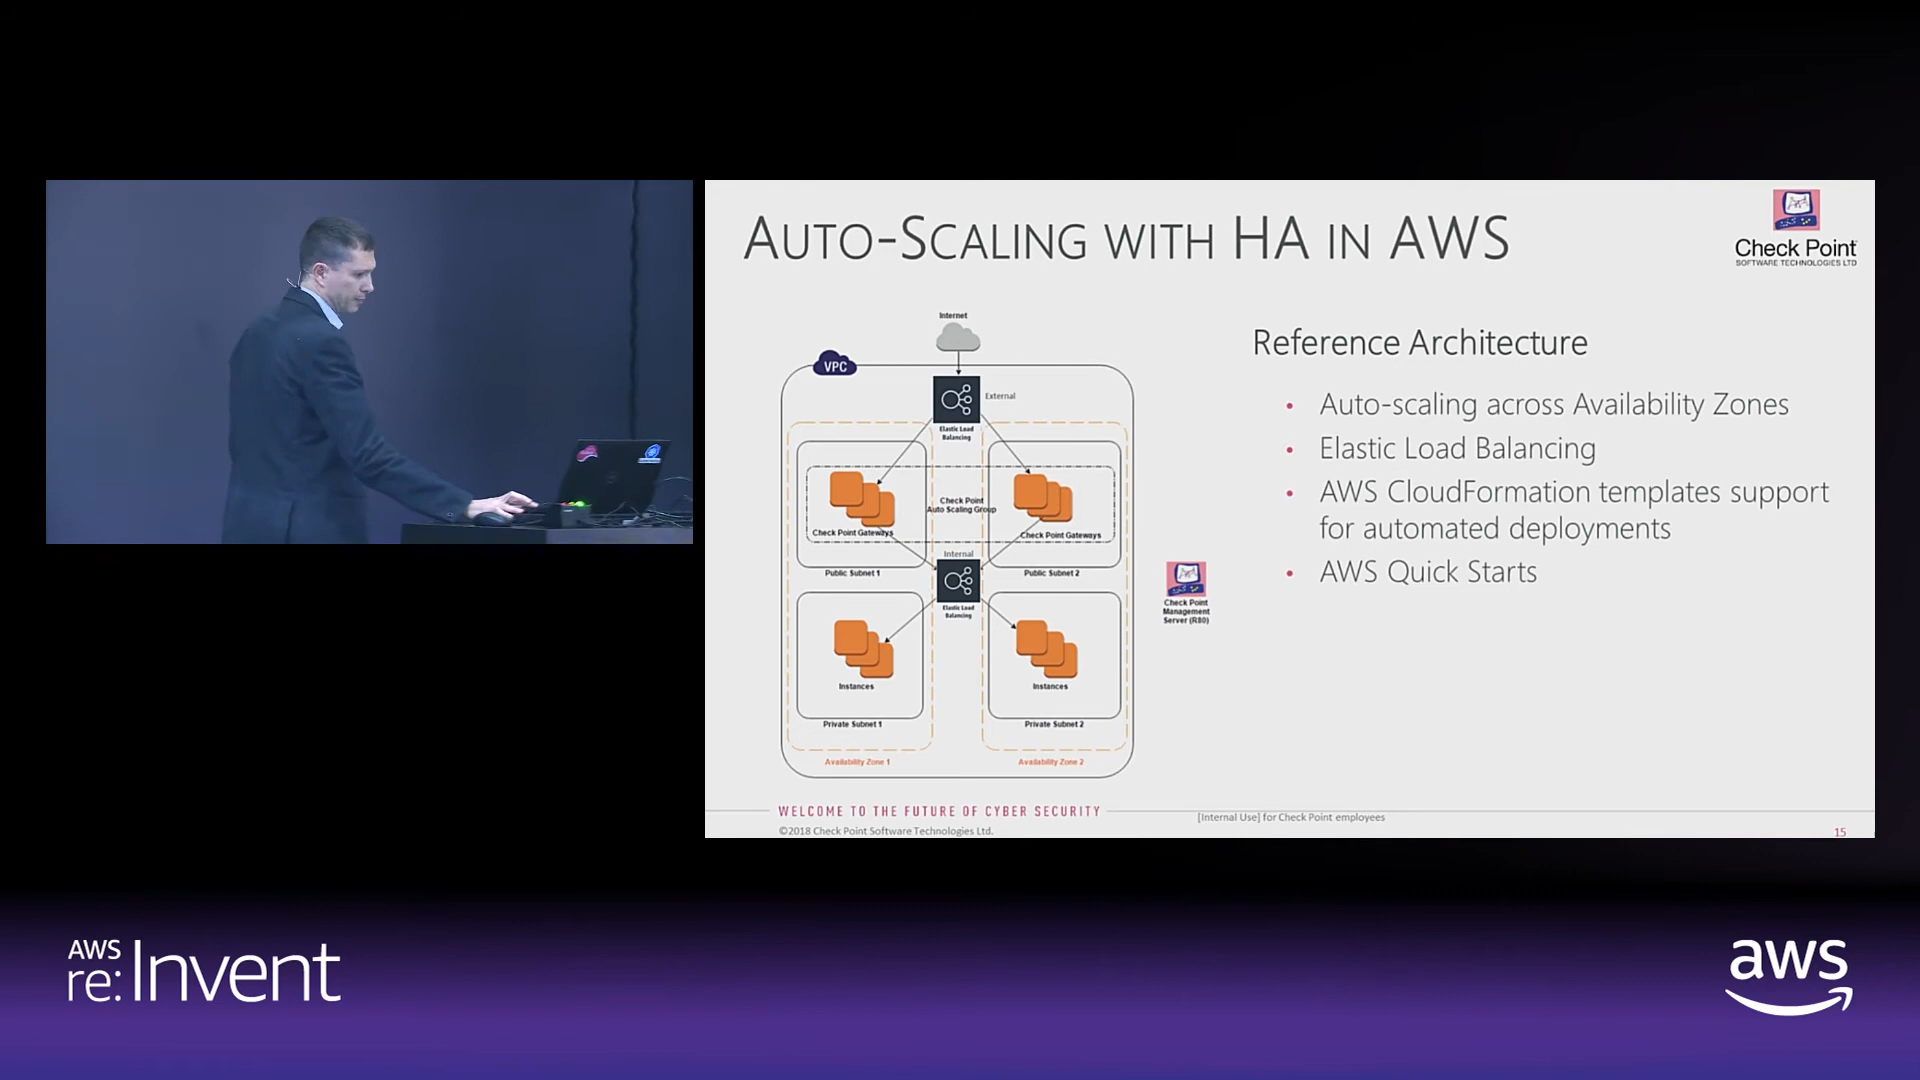 AUTO-SCALING WITH HA IN AWS
Check Point
SOFTWARE TECHNOLOGIES LTD
Internet
VPC
External
Elastic Load
Balancing
Check Point
Auto Scaling Group
Check Point Gateways
Check Point Gateways
Internal
Public Subnet 1
Public Subnet 2
Elastic Load
Balancing
Instances
Instances
Private Subnet 1
Private Subnet 2
Availability Zone 1
Availability Zone 2
Check Point
Management
Server (R80)
Reference Architecture
• Auto-scaling across Availability Zones
• Elastic Load Balancing
• AWS CloudFormation templates support
for automated deployments
• AWS Quick Starts
WELCOME TO THE FUTURE OF CYBER SECURITY
[Internal Use] for Check Point employees
©2018 Check Point Software Technologies Ltd.
15
AWS
re:Invent
aws